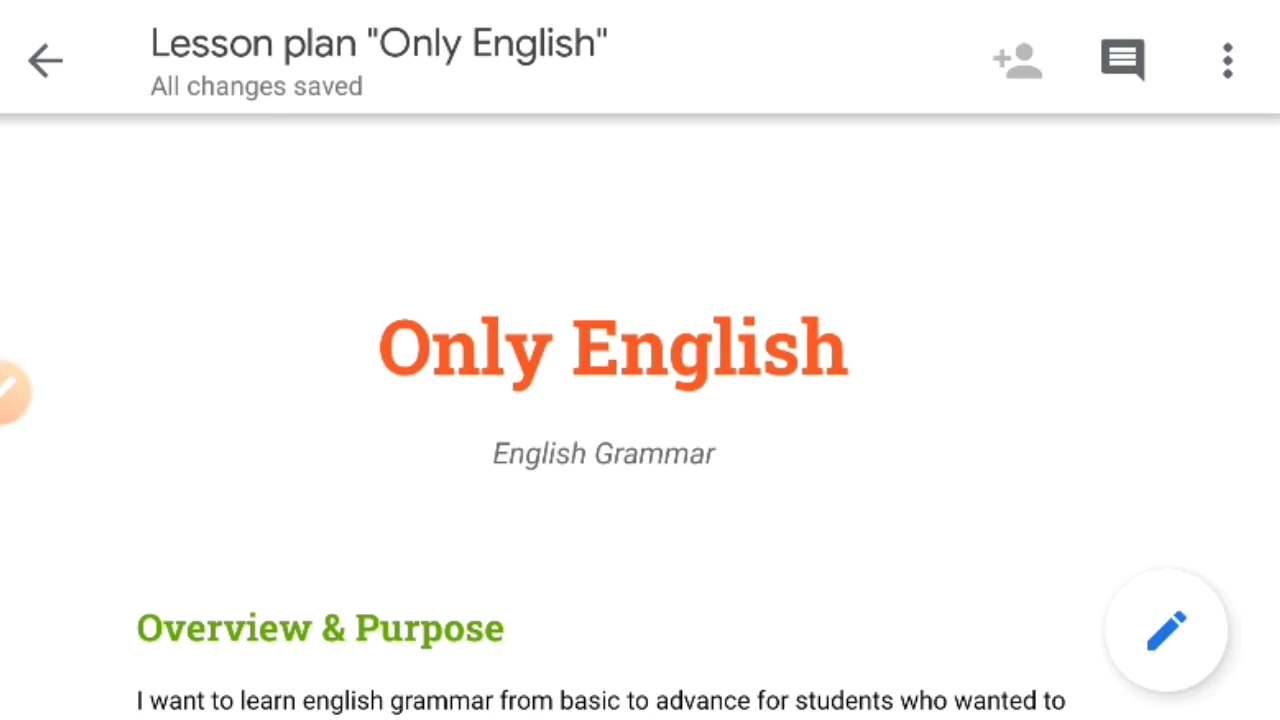 Lesson plan "Only English"
All changes saved
Only English
English Grammar
Overview & Purpose
I want to learn english grammar from basic to advance for students who wanted to